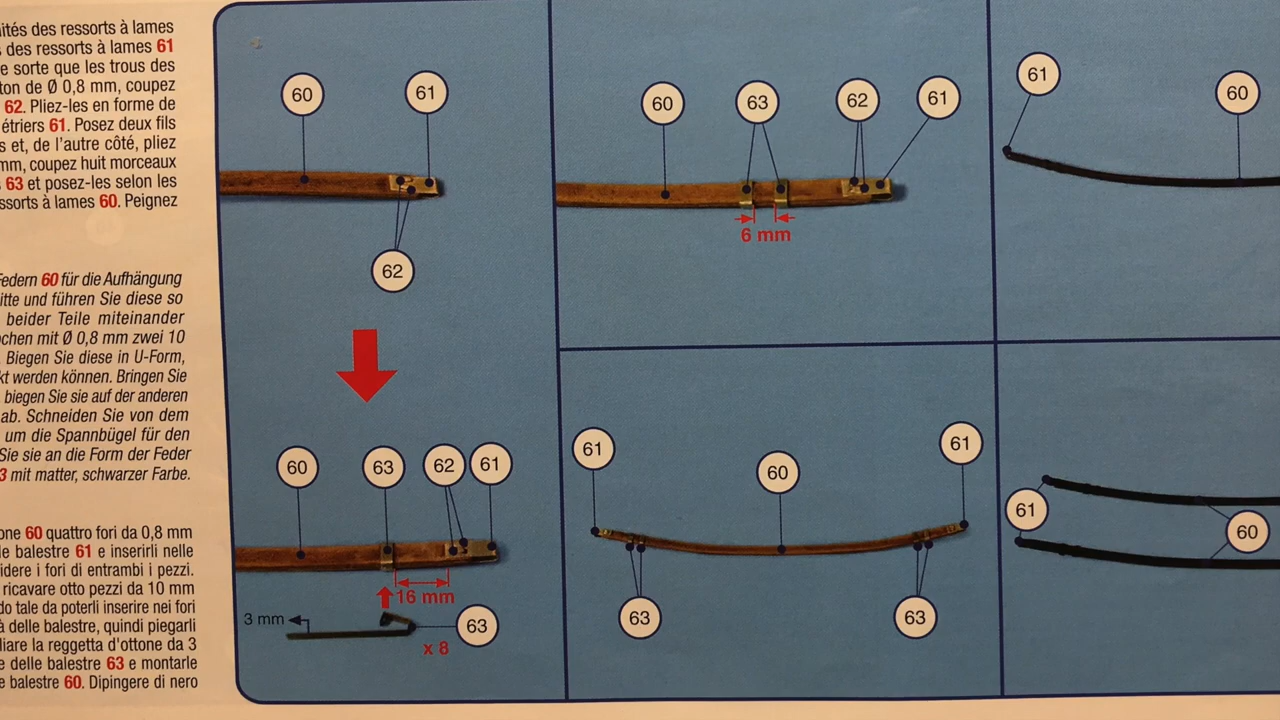 ités des ressorts à lames
des ressorts à lames 61
e sorte que les trous des
ton de Ø 0,8 mm, coupez
62. Pliez-les en forme de
étriers 61. Posez deux fils
s et, de l'autre côté, pliez
mm, coupez huit morceaux
63 et posez-les selon les
ssorts à lames 60. Peignez
Federn 60 für die Aufhängung
itte und führen Sie diese so
beider Teile miteinander
chen mit Ø 0,8 mm zwei 10
. Biegen Sie diese in U-Form,
kt werden können. Bringen Sie
biegen Sie sie auf der anderen
ab. Schneiden Sie von dem
um die Spannbügel für den
Sie sie an die Form der Feder
3 mit matter, schwarzer Farbe.
one 60 quattro fori da 0,8 mm
le balestre 61 e inserirli nelle
idere i fori di entrambi i pezzi.
ricavare otto pezzi da 10 mm
do tale da poterli inserire nei fori
à delle balestre, quindi piegarli
liare la reggetta d'ottone da 3
e delle balestre 63 e montarle
e balestre 60. Dipingere di nero
60
61
62
60
63
62
61
16 mm
3 mm
63
x 8
60
63
62
61
6 mm
61
60
61
63
63
61
60
61
60